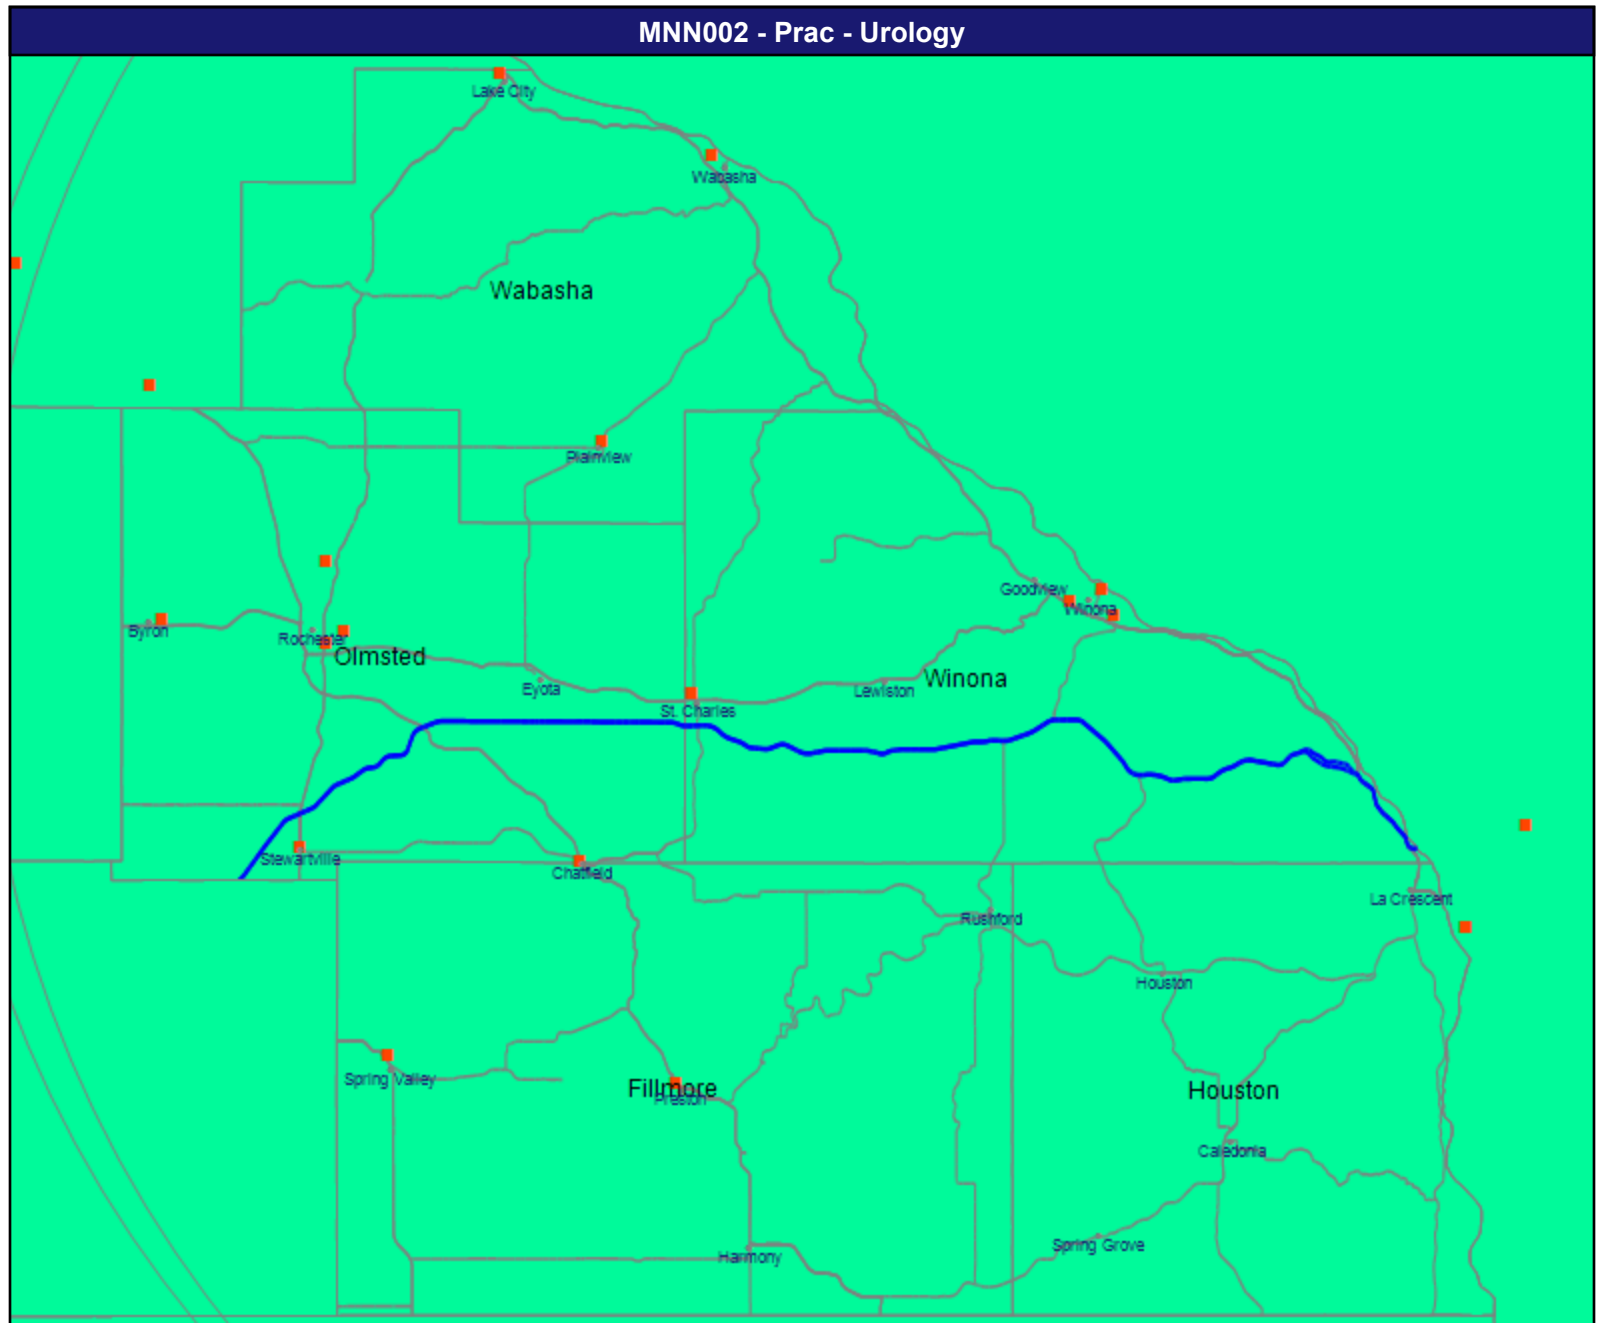 MNN002 - Prac - Urology
Lake City
Wabasha
Wabasha
Plainview
Goodview
Winona
Byron
Rochester
Olmsted
Eyota
Lewiston
Winona
St. Charles
Stewartville
Chatfield
La Crescent
Rushford
Houston
Spring Valley
Fillmore
Preston
Houston
Caledonia
Harmony
Spring Grove